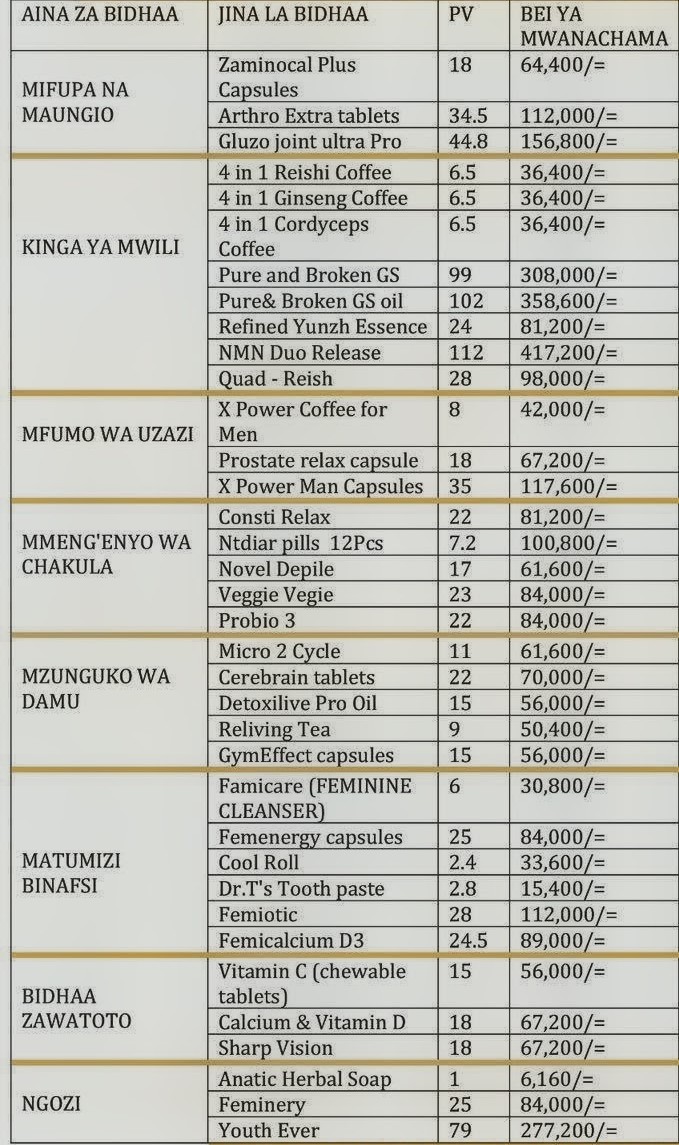 AINA ZA BIDHAA JINA LA BIDHAA PV BEI YA
MWANACHAMA
MIFUPA NA
MAUNGIO
Zaminocal Plus 18 64,400/=
Capsules
Arthro Extra tablets 34.5 112,000/=
Gluzo joint ultra Pro 44.8 156,800/=
KINGA YA MWILI
4 in 1 Reishi Coffee 6.5 36,400/=
4 in 1 Ginseng Coffee 6.5 36,400/=
4 in 1 Cordyceps 6.5 36,400/=
Coffee
Pure and Broken GS 99 308,000/=
Pure& Broken GS oil 102 358,600/=
Refined Yunzh Essence 24 81,200/=
NMN Duo Release 112 417,200/=
Quad - Reish 28 98,000/=
MFUMO WA UZAZI
X Power Coffee for 8 42,000/=
Men
Prostate relax capsule 18 67,200/=
X Power Man Capsules 35 117,600/=
MMENG'ENYO WA
CHAKULA
Consti Relax 22 81,200/=
Ntdiar pills 12Pcs 7.2 100,800/=
Novel Depile 17 61,600/=
Veggie Vegie 23 84,000/=
Probio 3 22 84,000/=
MZUNGUKO WA
DAMU
Micro 2 Cycle 11 61,600/=
Cerebrain tablets 22 70,000/=
Detoxilive Pro Oil 15 56,000/=
Reliving Tea 9 50,400/=
GymEffect capsules 15 56,000/=
MATUMIZI
BINAFSI
Famicare (FEMININE 6 30,800/=
CLEANSER)
Femenergy capsules 25 84,000/=
Cool Roll 2.4 33,600/=
Dr.T's Tooth paste 2.8 15,400/=
Femiotic 28 112,000/=
Femicalcium D3 24.5 89,000/=
BIDHAA
ZAWATOTO
Vitamin C (chewable 15 56,000/=
tablets)
Calcium & Vitamin D 18 67,200/=
Sharp Vision 18 67,200/=
NGOZI
Anatic Herbal Soap 1 6,160/=
Feminery 25 84,000/=
Youth Ever 79 277,200/=